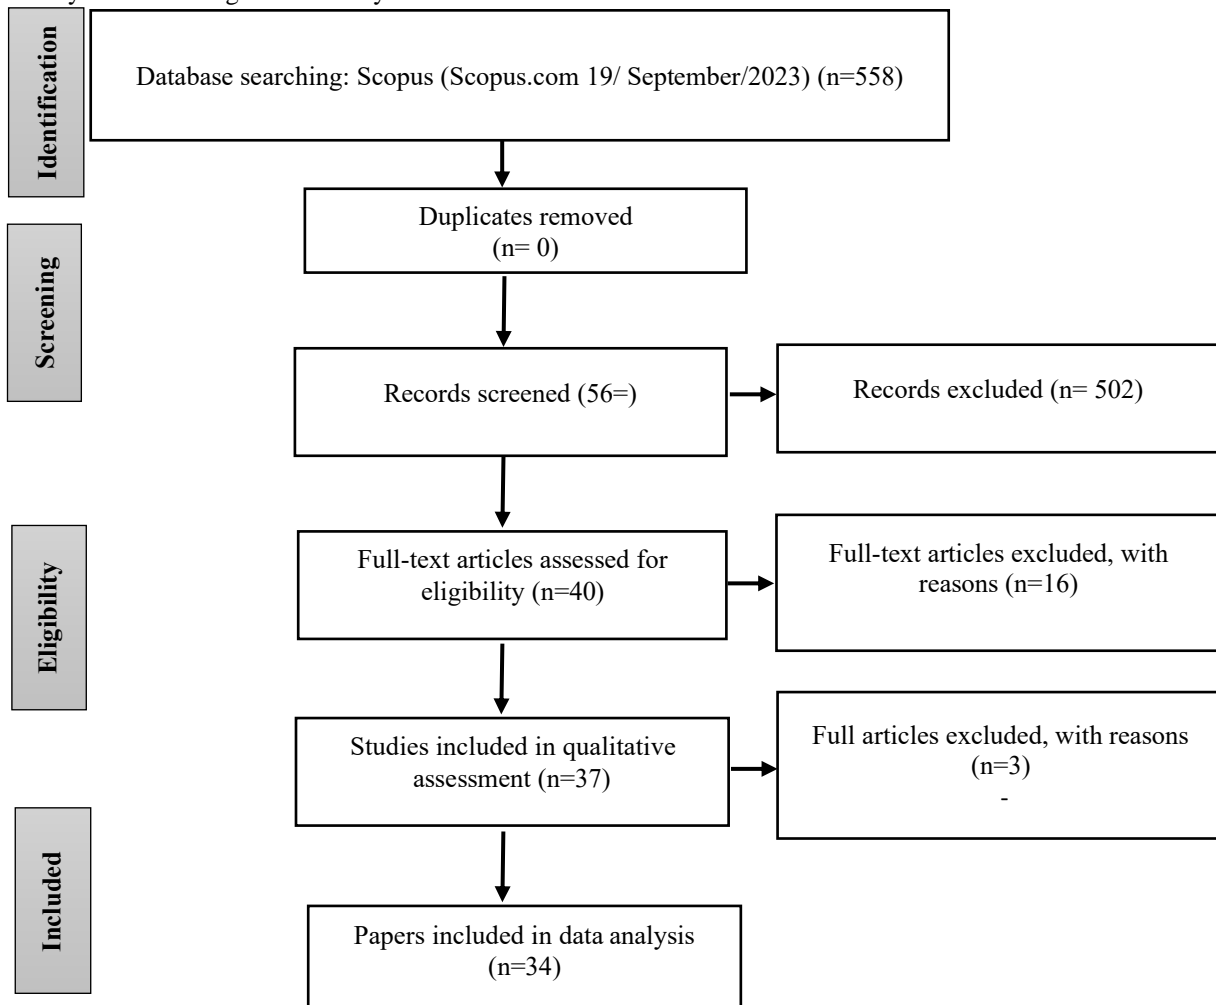 Identification
Database searching: Scopus (Scopus.com 19/ September/2023) (n=558)
Duplicates removed
(n= 0)
Screening
Records screened (56=)
Records excluded (n= 502)
Eligibility
Full-text articles assessed for
eligibility (n=40)
Full-text articles excluded, with
reasons (n=16)
Studies included in qualitative
assessment (n=37)
Full articles excluded, with reasons
(n=3)
-
Included
Papers included in data analysis
(n=34)